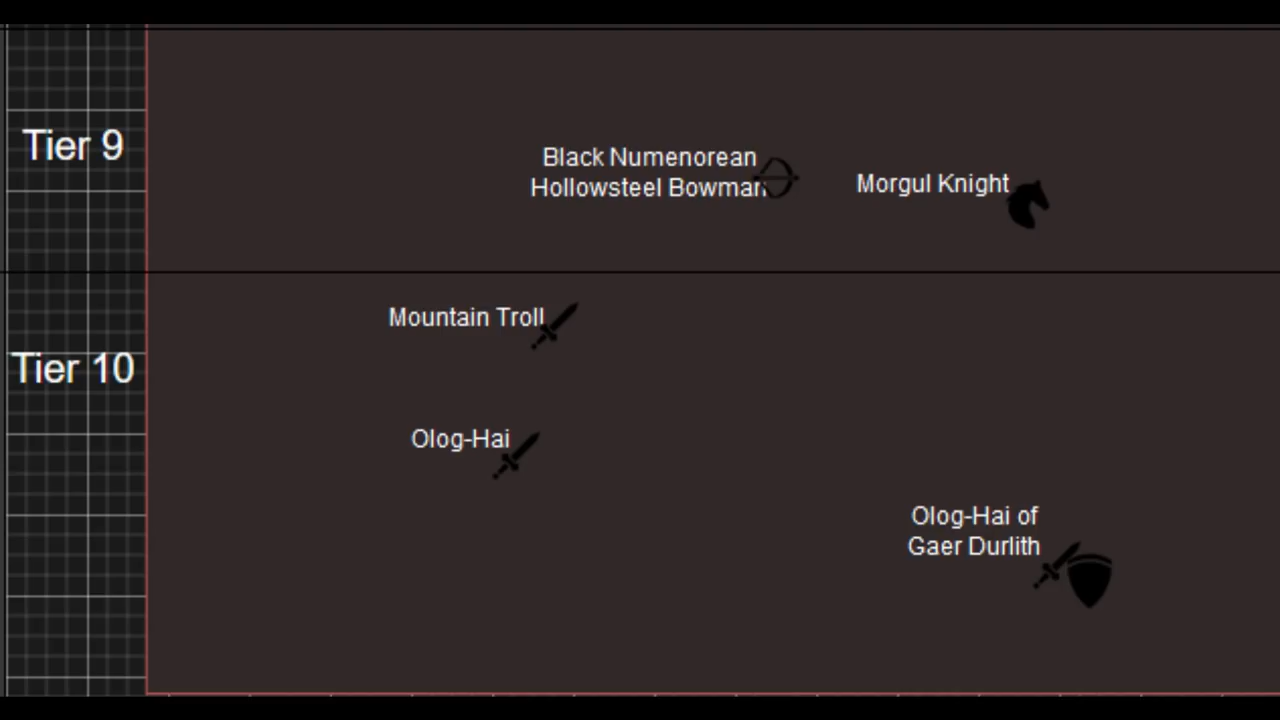 Tier 9
Black Numenorean
Hollowsteel Bowman
Morgul Knight
Mountain Troll
Tier 10
Olog-Hai
Olog-Hai of
Gaer Durlith